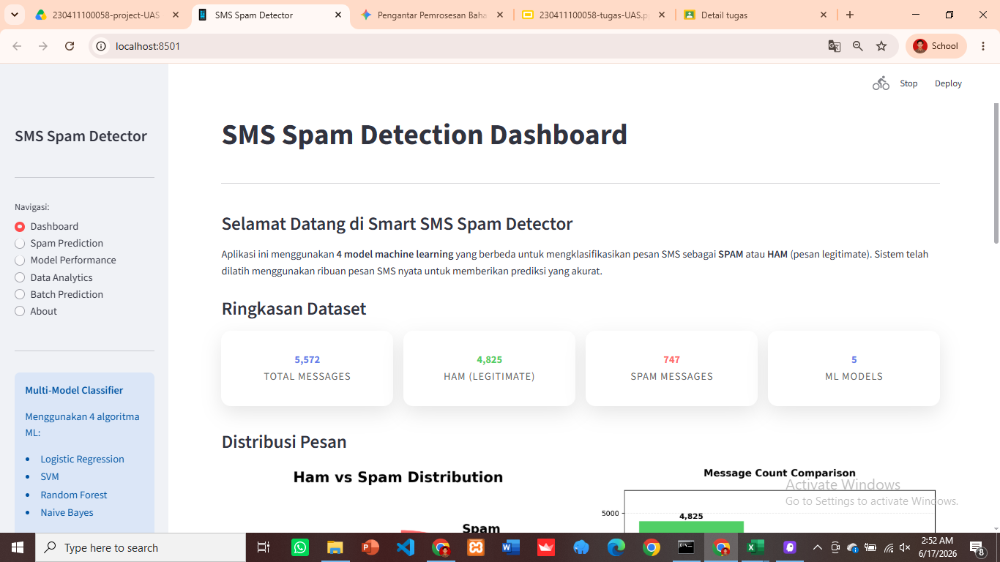 230411100058-project-UAS
SMS Spam Detector
Pengantar Pemrosesan Baha
230411100058-tugas-UAS.p
Detail tugas
localhost:8501
School
Stop
Deploy
SMS Spam Detector
Navigasi:
Dashboard
Spam Prediction
Model Performance
Data Analytics
Batch Prediction
About
Multi-Model Classifier
Menggunakan 4 algoritma
ML:
Logistic Regression
SVM
Random Forest
Naive Bayes
SMS Spam Detection Dashboard
Selamat Datang di Smart SMS Spam Detector
Aplikasi ini menggunakan 4 model machine learning yang berbeda untuk mengklasifikasikan pesan SMS sebagai SPAM atau HAM (pesan legitimate). Sistem telah
dilatih menggunakan ribuan pesan SMS nyata untuk memberikan prediksi yang akurat.
Ringkasan Dataset
5,572
TOTAL MESSAGES
4,825
HAM (LEGITIMATE)
747
SPAM MESSAGES
5
ML MODELS
Distribusi Pesan
Ham vs Spam Distribution
Spam
Message Count Comparison
5000
4,825
Activate Windows
Go to Settings to activate Windows.
Type here to search
2:52 AM
6/17/2026
8